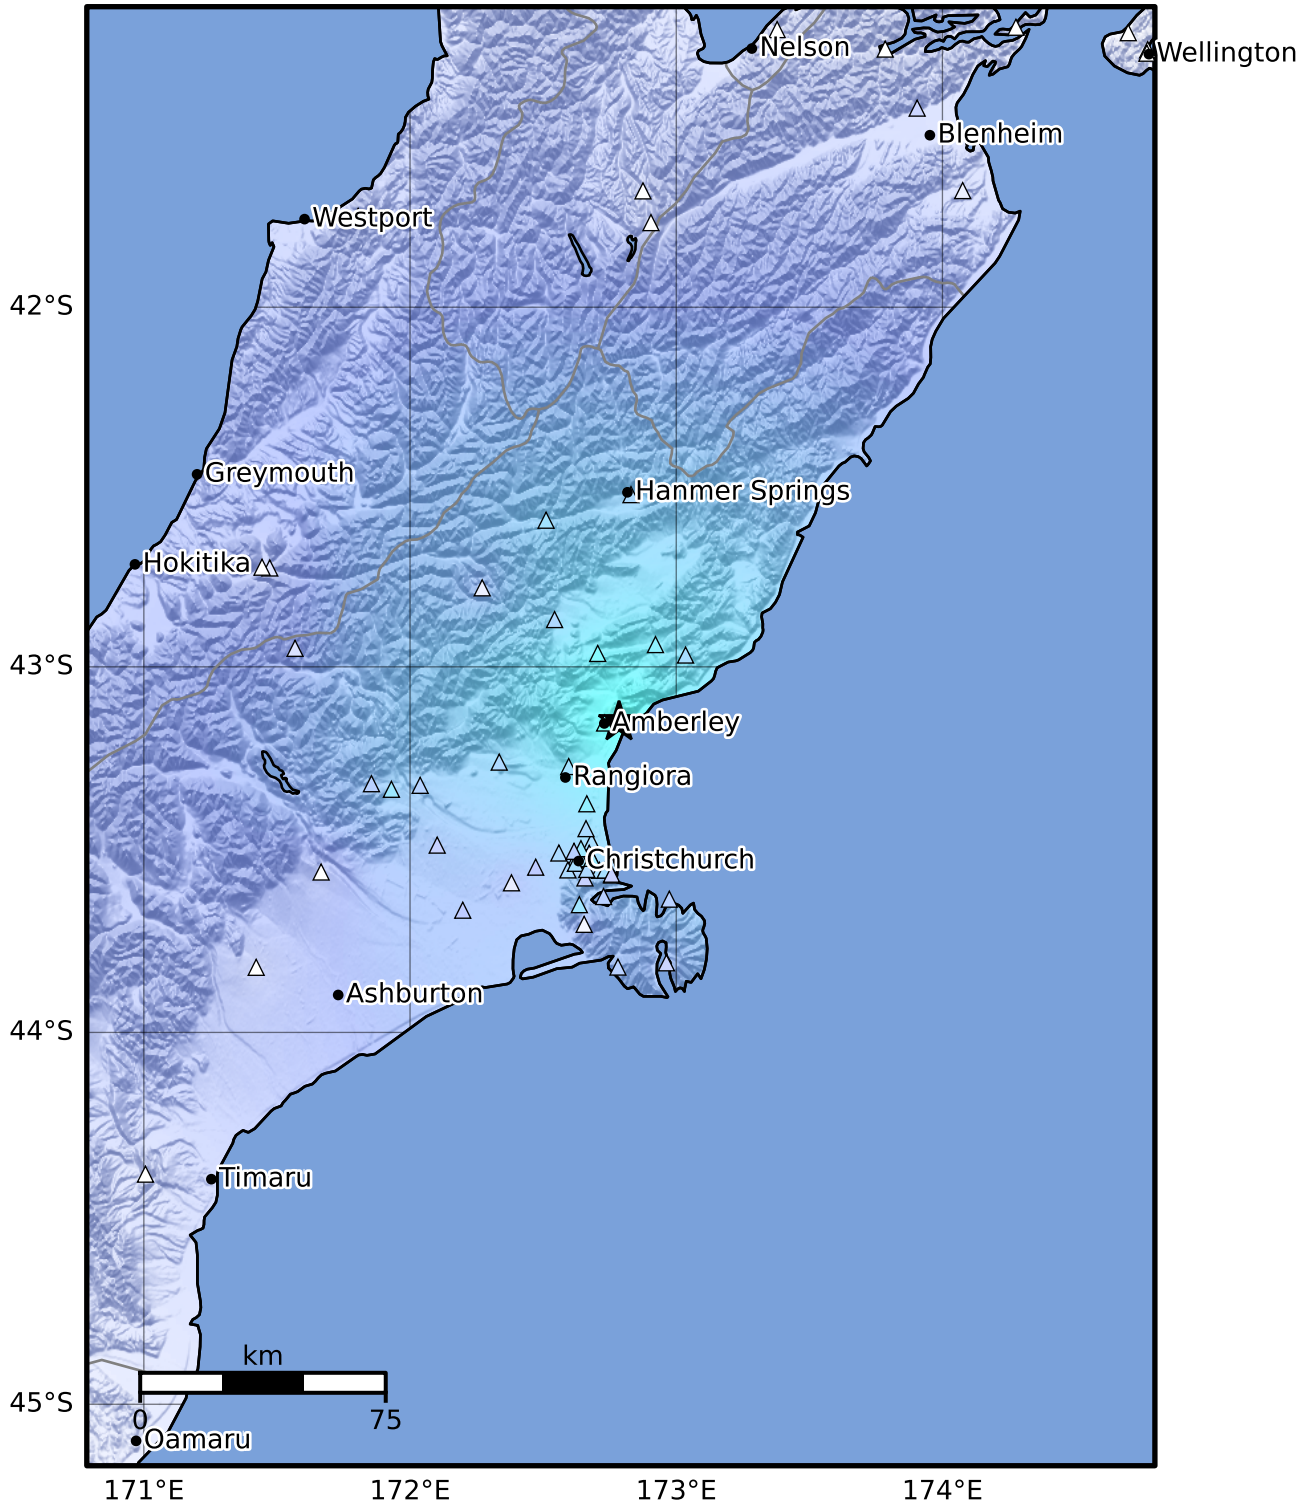 Nelson
Wellington
Blenheim
Westport
42°S
Greymouth
Hanmer Springs
Hokitika
43°S
Amberley
Rangiora
Christchurch
Ashburton
44°S
Timaru
km
45°S
0
75
Oamaru
171°E
172°E
173°E
174°E